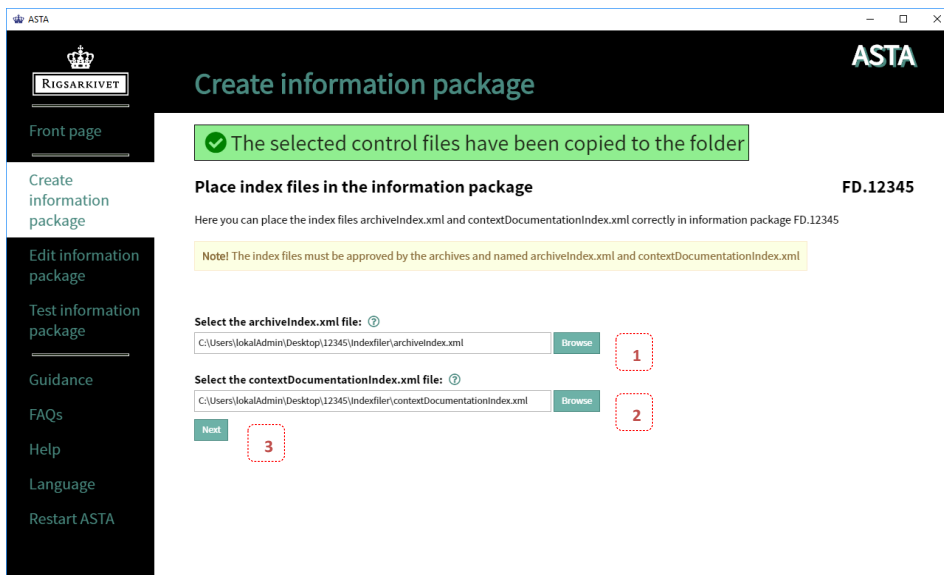 ASTA
RIGSARKIVET
ASTA
Create information package
Front page
Create
information
package
Edit information
package
Test information
package
Guidance
FAQs
Help
Language
Restart ASTA
The selected control files have been copied to the folder
Place index files in the information package
FD.12345
Here you can place the index files archiveIndex.xml and contextDocumentationIndex.xml correctly in information package FD.12345
Note! The index files must be approved by the archives and named archiveIndex.xml and contextDocumentationIndex.xml
Select the archiveIndex.xml file: ?
C:\Users\lokalAdmin\Desktop\12345\Indexfiler\archiveIndex.xml
Browse
1
Select the contextDocumentationIndex.xml file: ?
C:\Users\lokalAdmin\Desktop\12345\Indexfiler\contextDocumentationIndex.xml
Browse
2
Next
3